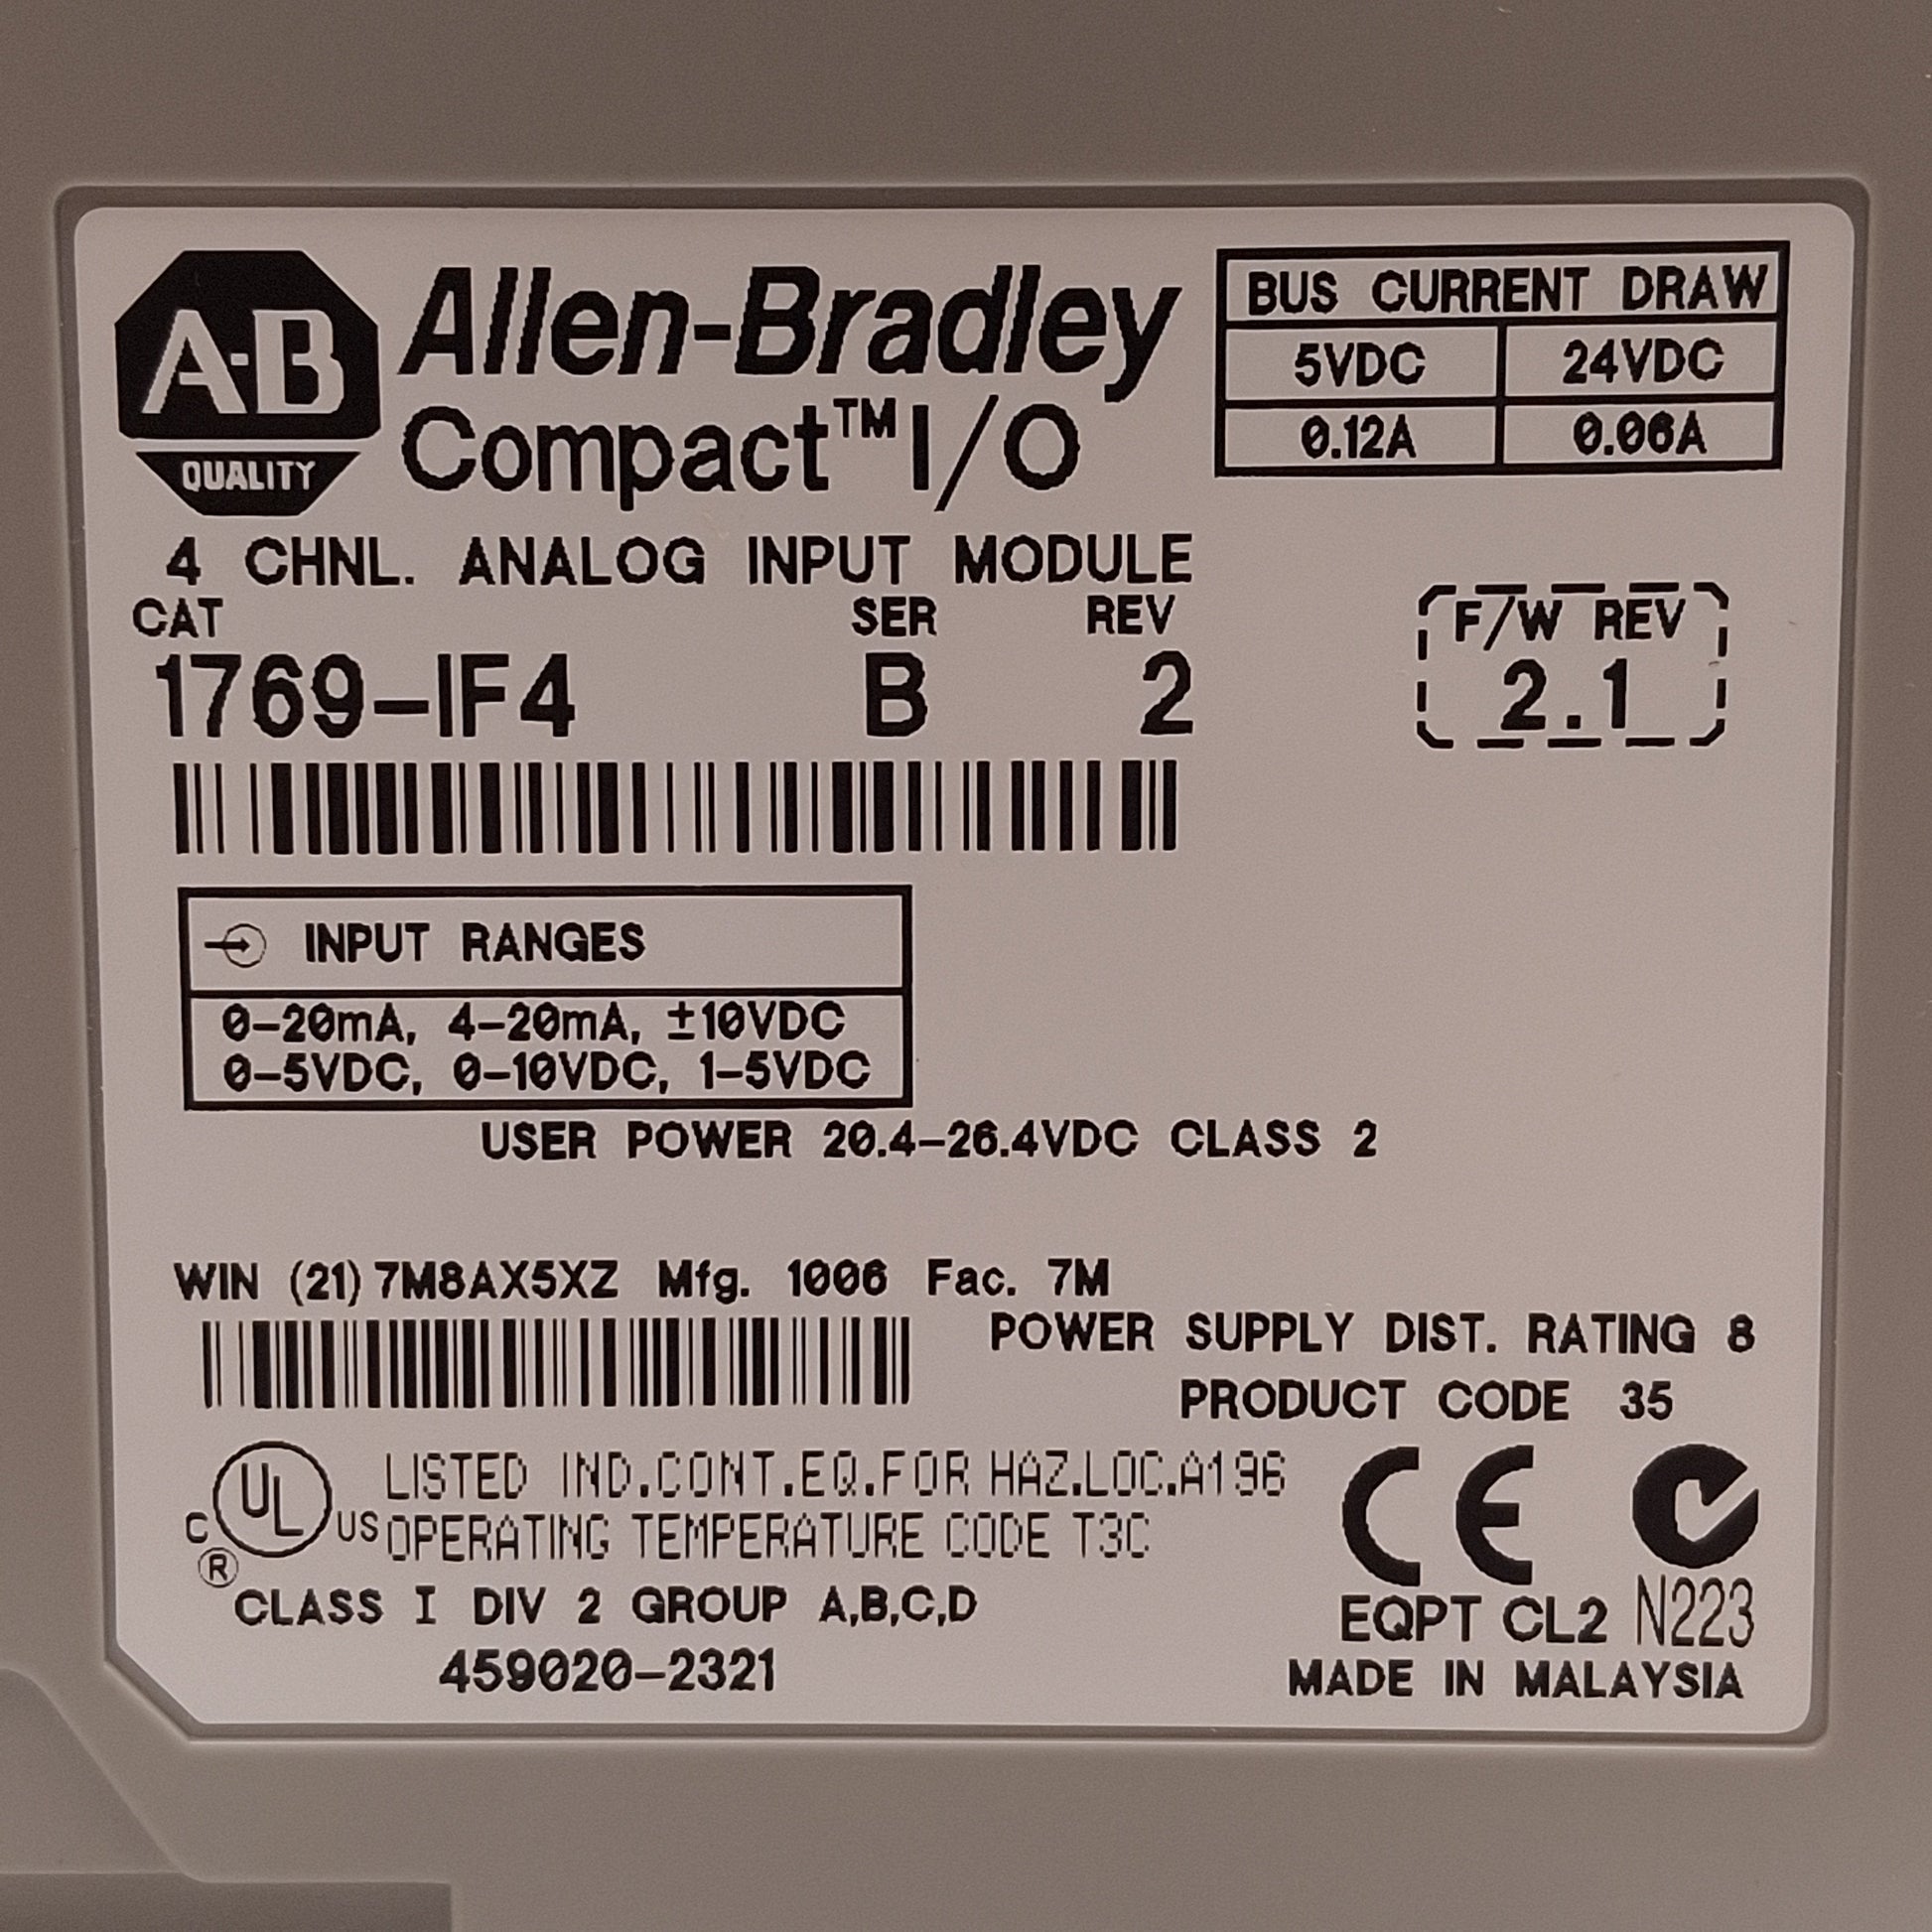 A-B
QUALITY
Allen-Bradley
Compact™ I/O
BUS CURRENT DRAW
5VDC 24VDC
0.12A 0.06A
4 CHNL. ANALOG INPUT MODULE
CAT SER REV
1769-IF4 B 2
F/W REV
2.1
INPUT RANGES
0-20mA, 4-20mA, ±10VDC
0-5VDC, 0-10VDC, 1-5VDC
USER POWER 20.4-26.4VDC CLASS 2
WIN (21) 7M8AX5XZ Mfg. 1006 Fac. 7M
POWER SUPPLY DIST. RATING 8
PRODUCT CODE 35
C UL US ®
LISTED IND.CONT.EQ.FOR HAZ.LOC.A196
OPERATING TEMPERATURE CODE T3C
CLASS I DIV 2 GROUP A,B,C,D
459020-2321
CE
EQPT CL2 N223
MADE IN MALAYSIA